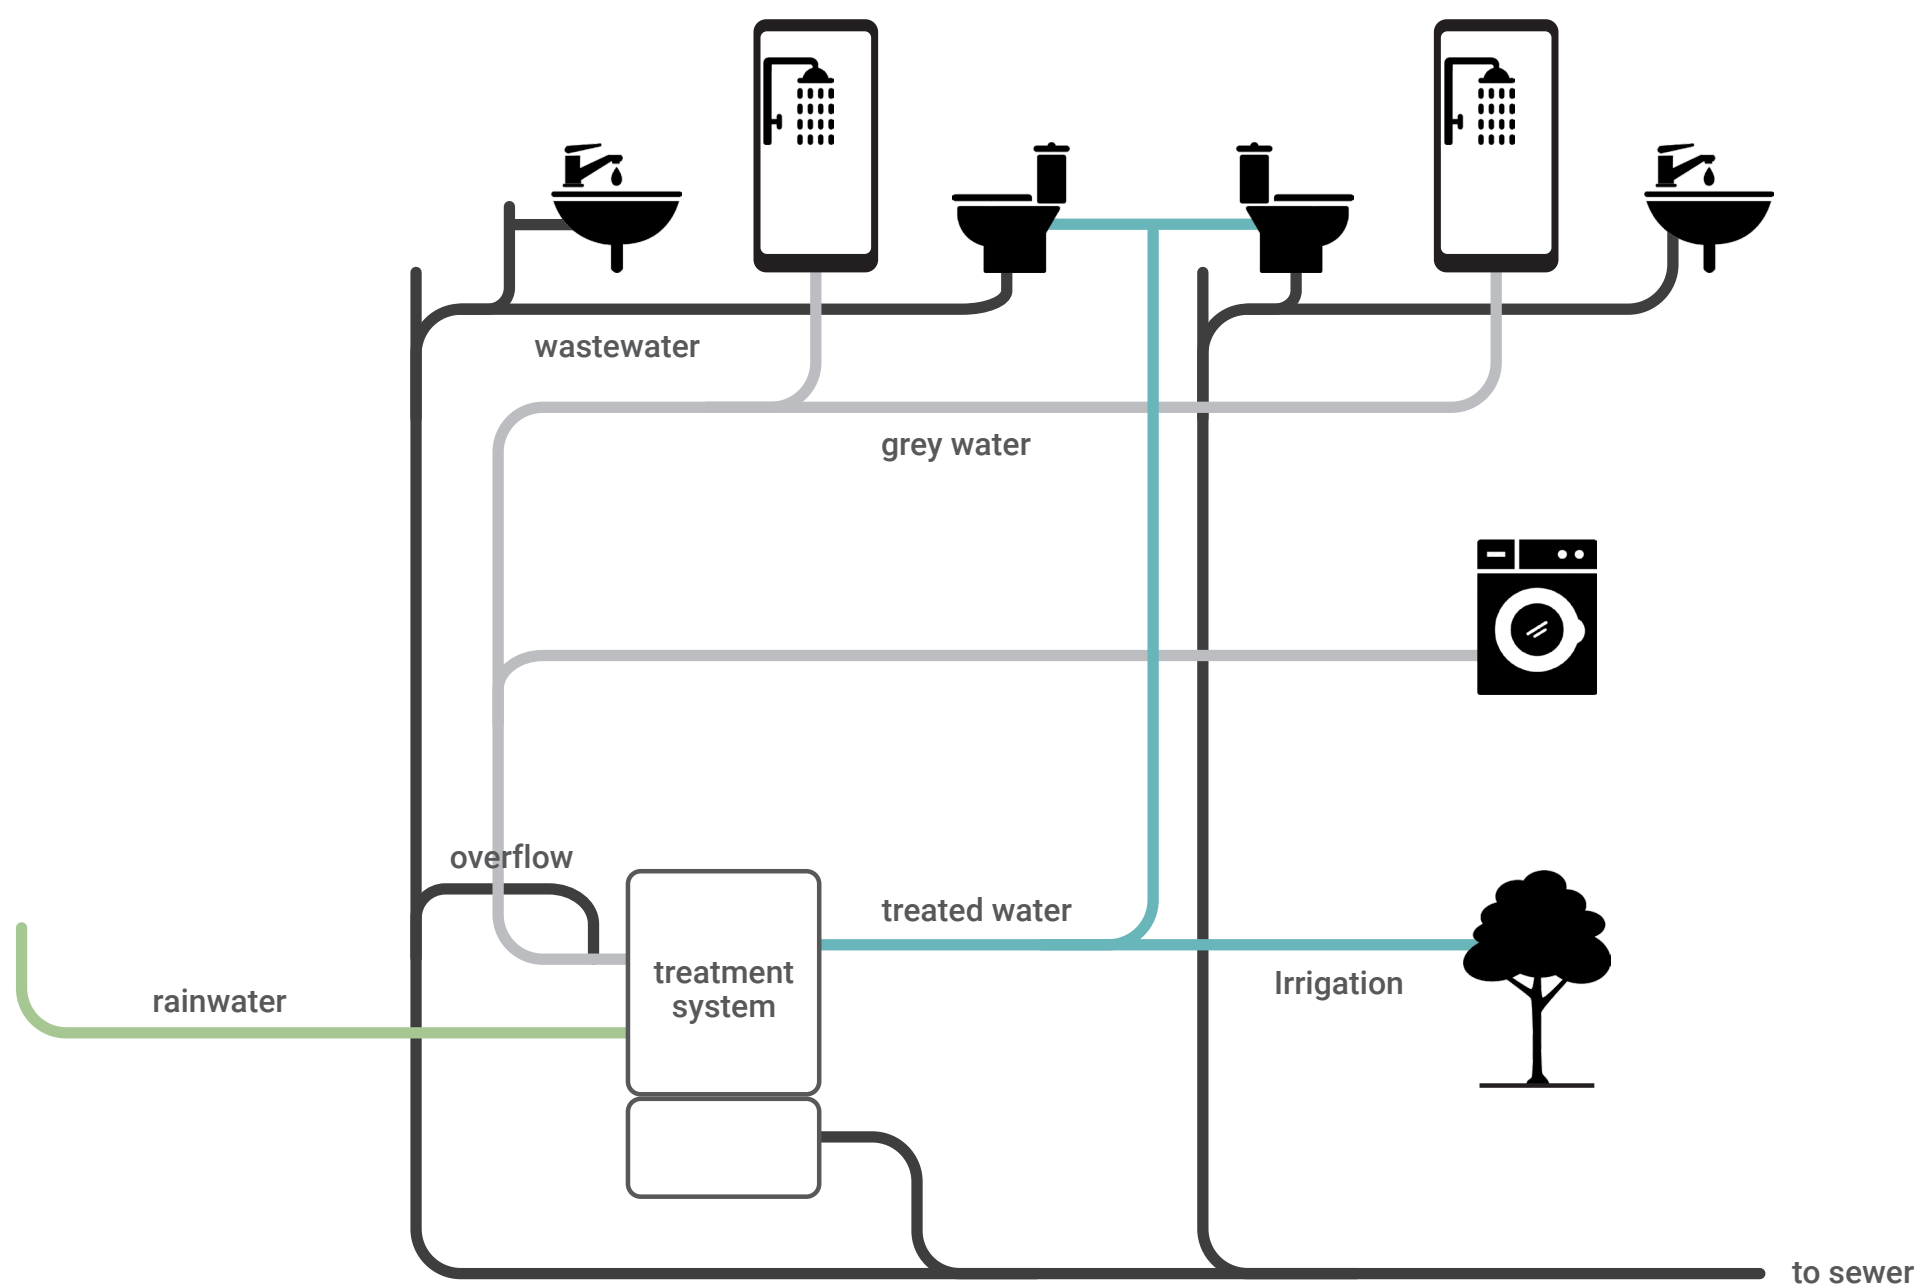 wastewater
grey water
overflow
treated water
treatment
system
Irrigation
rainwater
to sewer